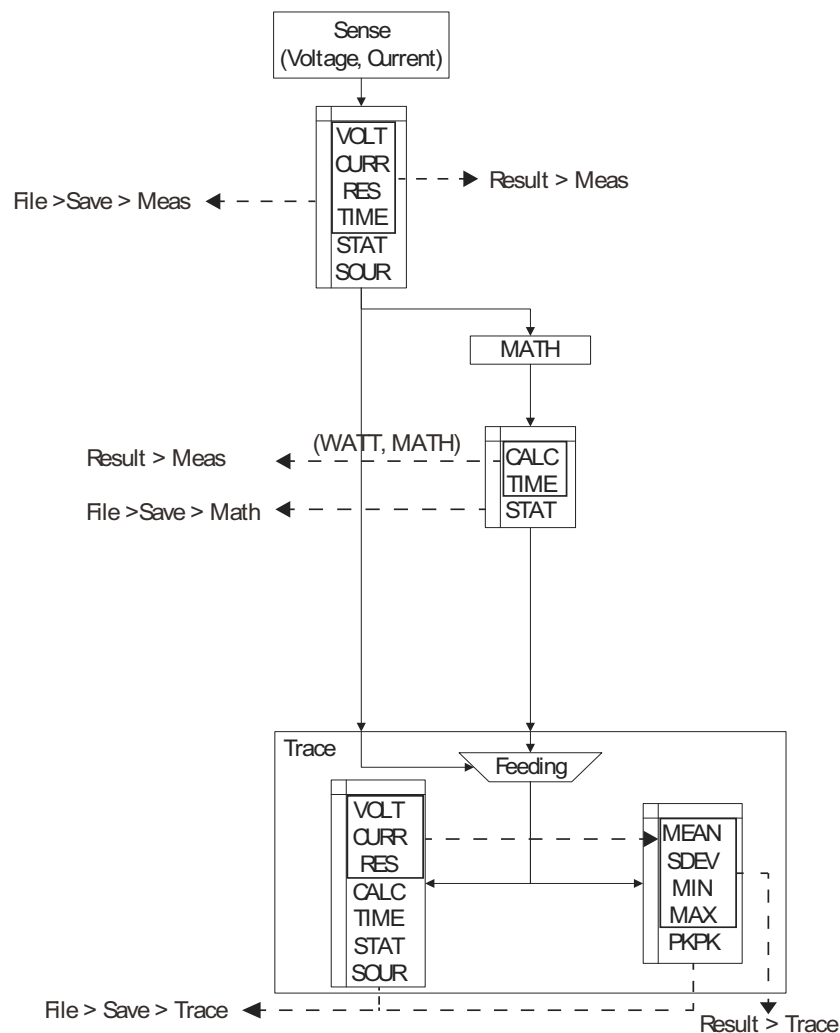 Sense
(Voltage, Current)
VOLT
CURR
RES
TIME
STAT
SOUR
File >Save > Meas
Result > Meas
MATH
(WATT, MATH)
Result > Meas
CALC
TIME
STAT
File >Save > Math
Trace
Feeding
VOLT
CURR
RES
CALC
TIME
STAT
SOUR
MEAN
SDEV
MIN
MAX
PKPK
File > Save > Trace
Result > Trace